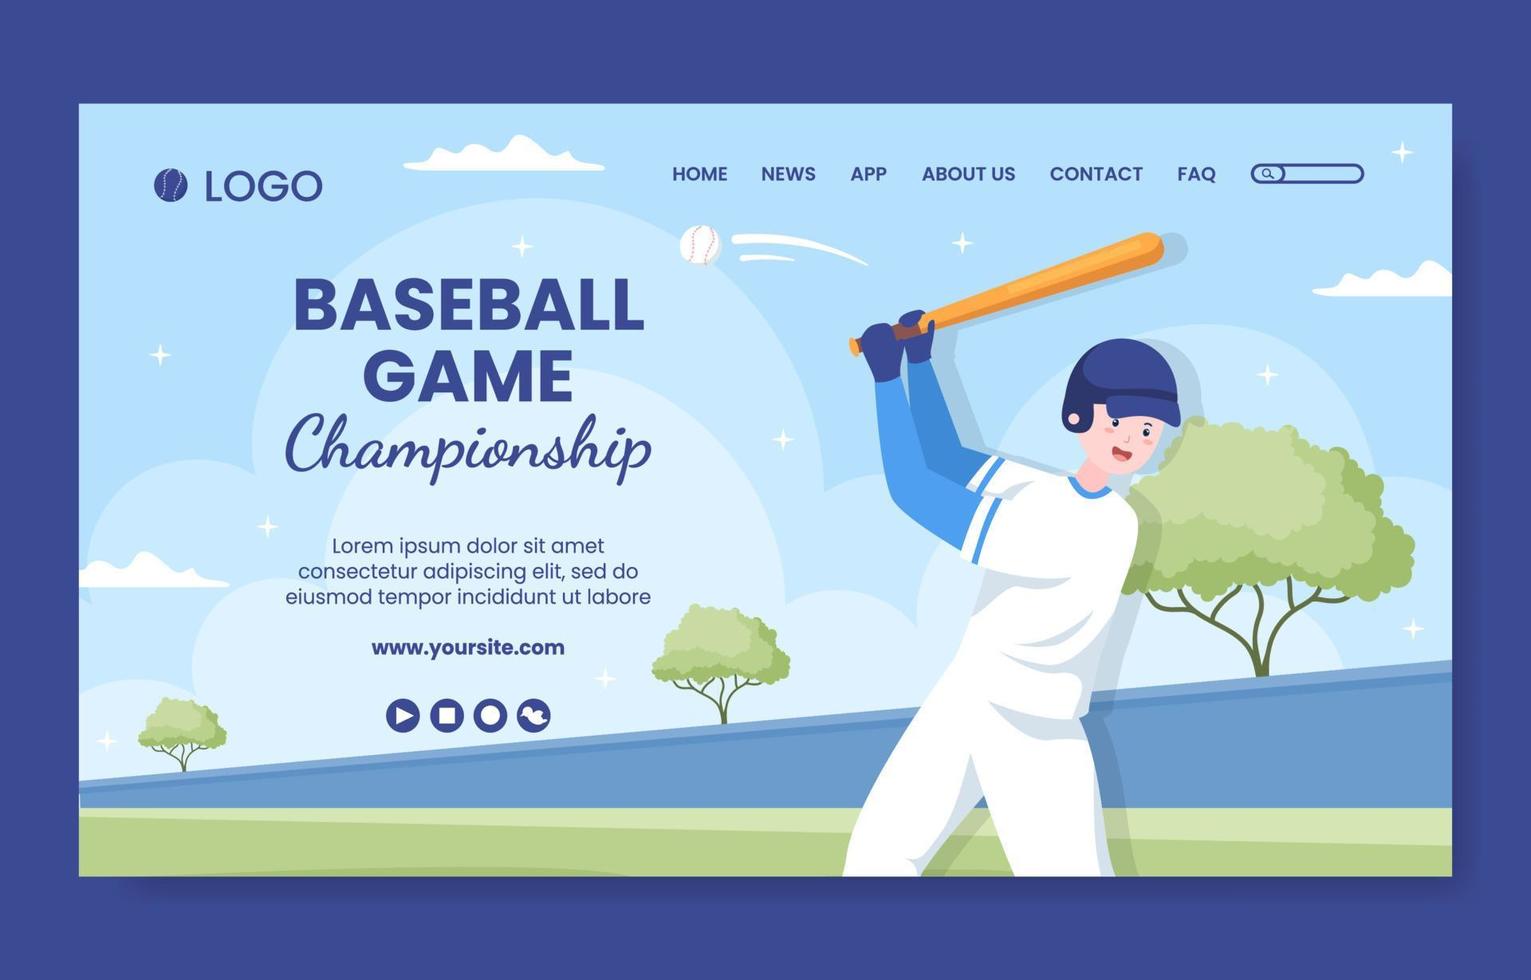 LOGO
HOME NEWS APP ABOUT US CONTACT FAQ
BASEBALL
GAME
Championship
Lorem ipsum dolor sit amet
consectetur adipiscing elit, sed do
eiusmod tempor incididunt ut labore
www.yoursite.com